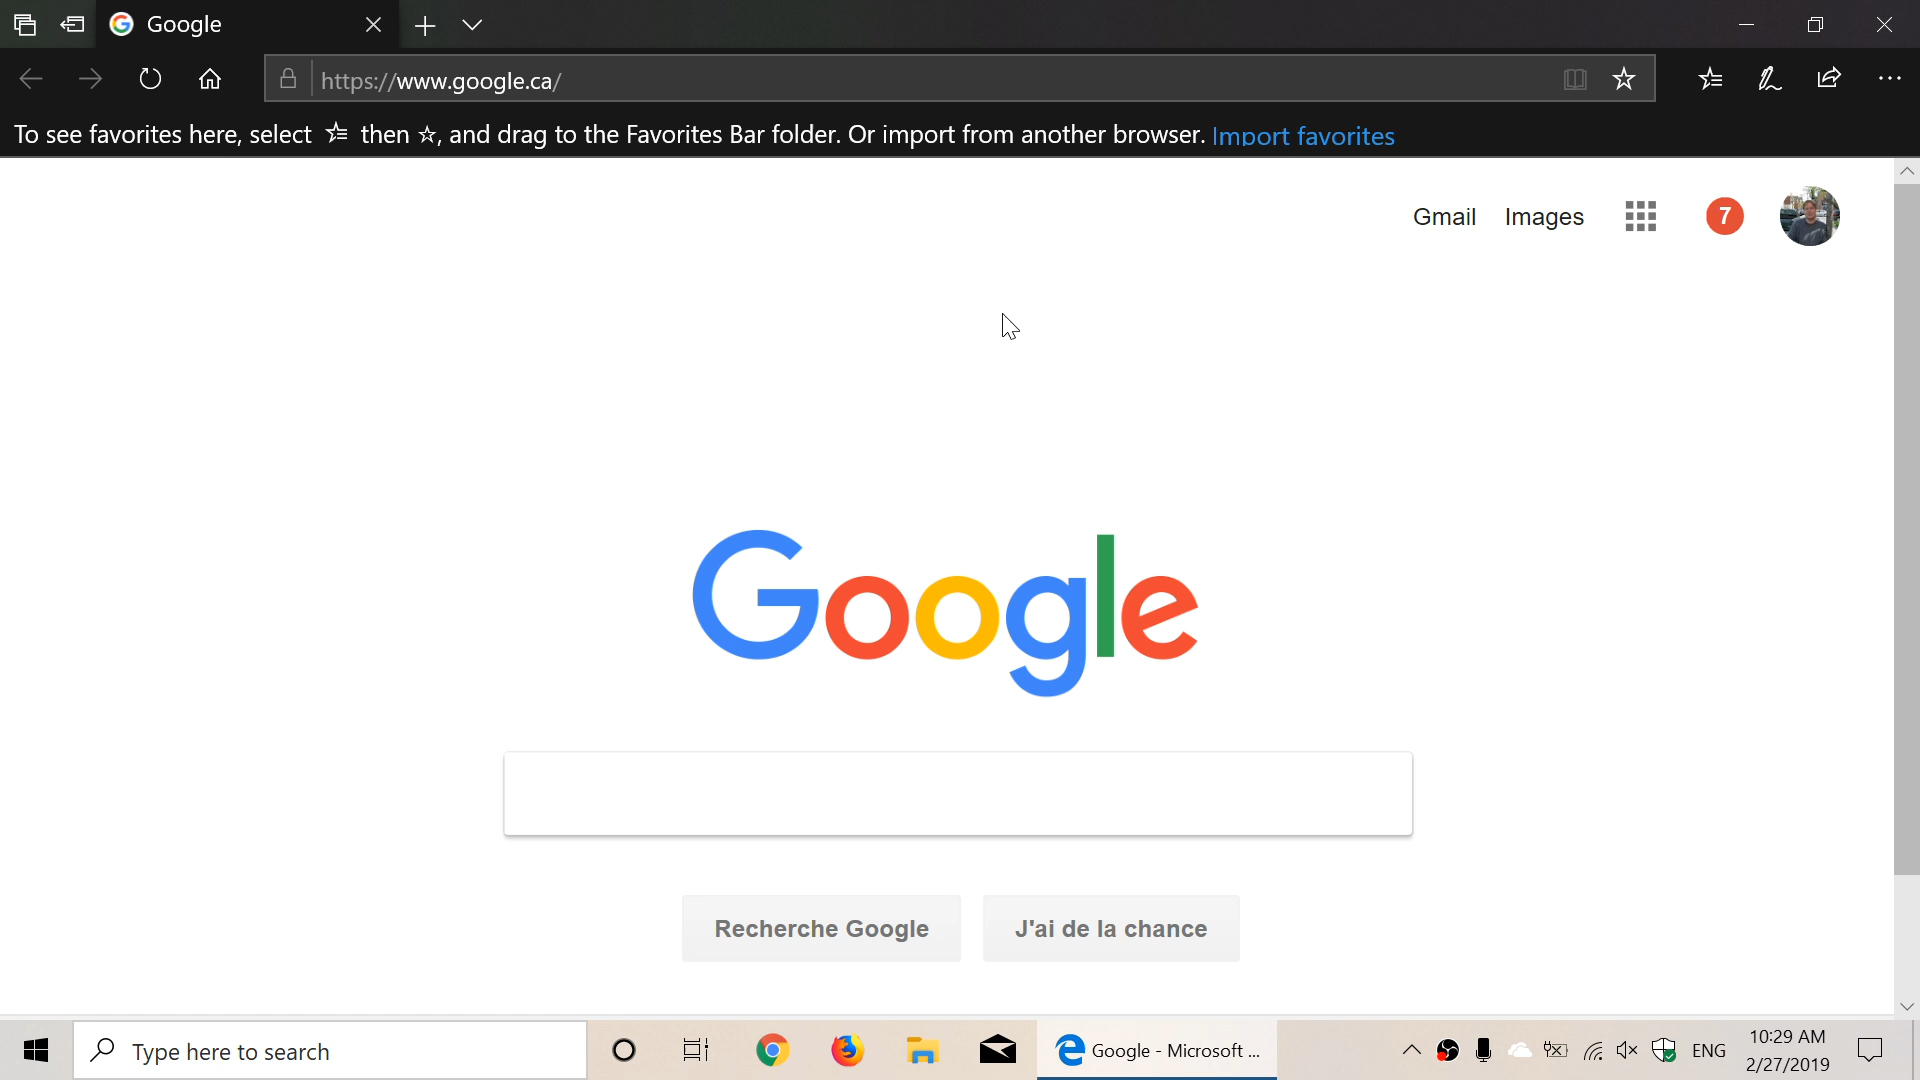 Google
https://www.google.ca/
To see favorites here, select then , and drag to the Favorites Bar folder. Or import from another browser. Import favorites
Gmail Images 7
Google
Recherche Google J'ai de la chance
Type here to search Google - Microsoft ... ENG 10:29 AM
2/27/2019